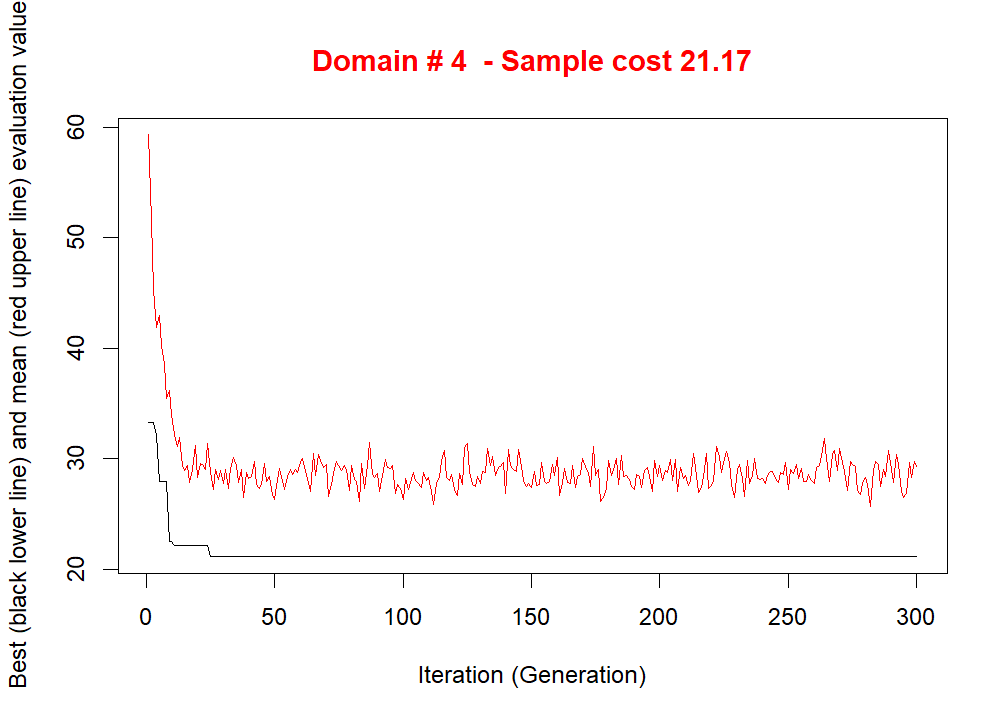 Domain # 4  - Sample cost 21.17
Best (black lower line) and mean (red upper line) evaluation value
60
50
40
30
20
0 50 100 150 200 250 300
Iteration (Generation)